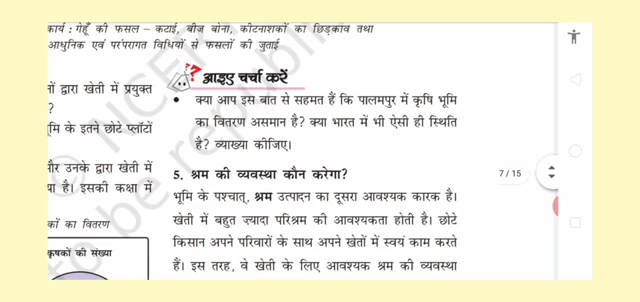 कार्य : गेहूँ की फसल – कटाई, बीज बोना, कीटनाशकों का छिड़काव तथा
आधुनिक एवं परंपरागत विधियों से फसलों की जुताई
ों द्वारा खेती में प्रयुक्त
?
मि के इतने छोटे प्लाटों
और उनके द्वारा खेती में
या है। इसकी कक्षा में
कों का वितरण
कृषकों की संख्या
आइए चर्चा करें
• क्या आप इस बात से सहमत हैं कि पालमपुर में कृषि भूमि
का वितरण असमान है? क्या भारत में भी ऐसी ही स्थिति
है? व्याख्या कीजिए।
5. श्रम की व्यवस्था कौन करेगा?
भूमि के पश्चात्, श्रम उत्पादन का दूसरा आवश्यक कारक है।
खेती में बहुत ज्यादा परिश्रम की आवश्यकता होती है। छोटे
किसान अपने परिवारों के साथ अपने खेतों में स्वयं काम करते
हैं। इस तरह, वे खेती के लिए आवश्यक श्रम की व्यवस्था
7 / 15